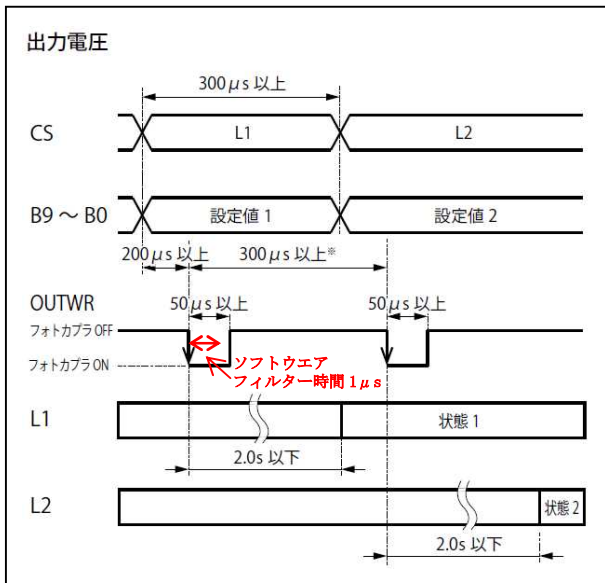 出力電圧
300μs 以上
CS
L1
L2
B9 ～ B0
設定値 1
設定値 2
200μs 以上
300μs 以上※
OUTWR
50μs 以上
50μs 以上
フォトカプラ OFF
フォトカプラ ON
ソフトウエア
フィルター時間 1μs
L1
状態 1
2.0s 以下
L2
状態 2
2.0s 以下